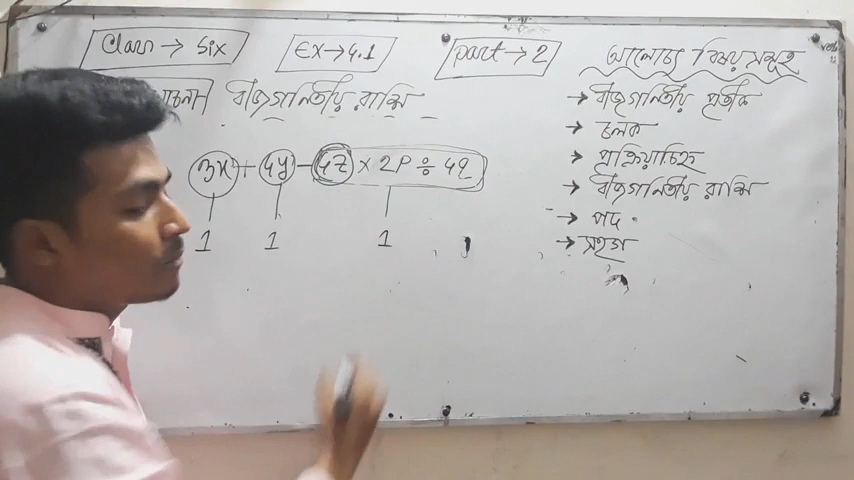 Class → Six
Ex → 4.1
part → 2
আলোচ্য বিষয়সমূহ
বীজগাণিতীয় রাশি
3x + 4y - 4z × 2P ÷ 4q
1 1 1
→ বীজগাণিতীয় প্রতীক
→ চলক
→ প্রক্রিয়াচিহ্ন
→ বীজগাণিতীয় রাশি
→ পদ
→ সহগ